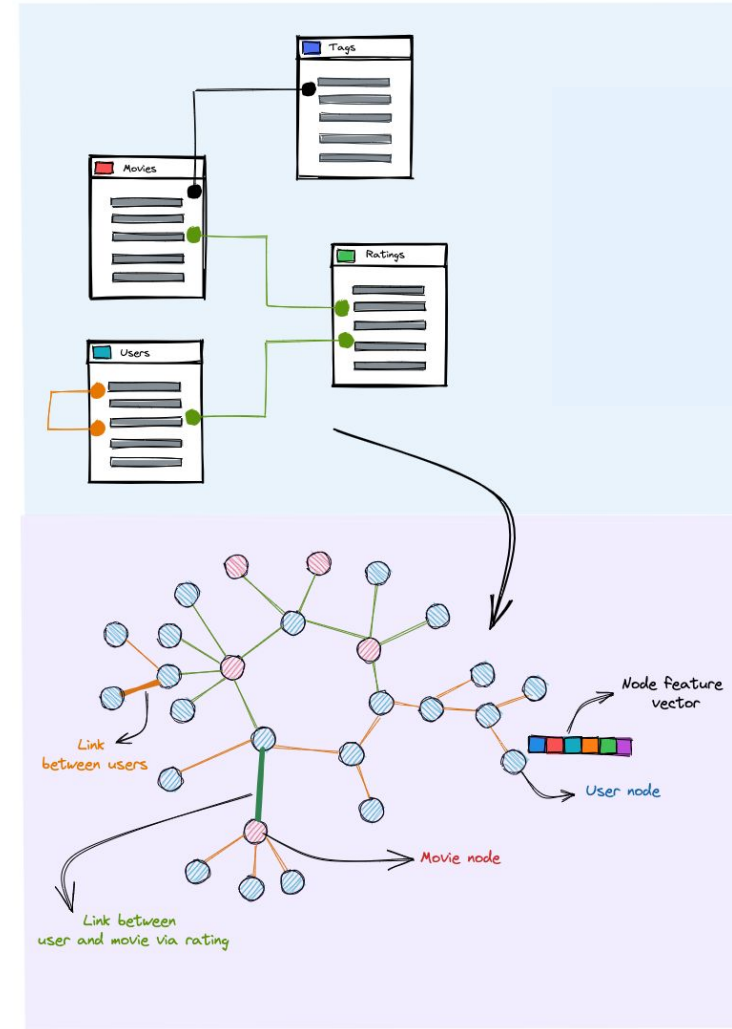 Tags
Movies
Ratings
Users
Node feature
vector
Link
between users
User node
Movie node
Link between
user and movie via rating